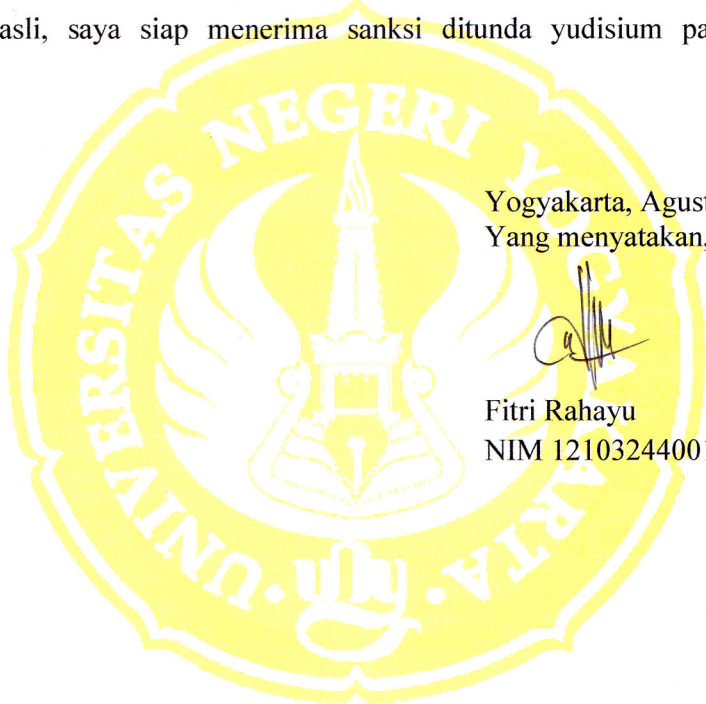 asli, saya siap menerima sanksi ditunda yudisium pa
Yogyakarta, Agust
Yang menyatakan,
Fitri Rahayu
NIM 1210324400
UNIVERSITAS NEGERI YOGYAKARTA
uny